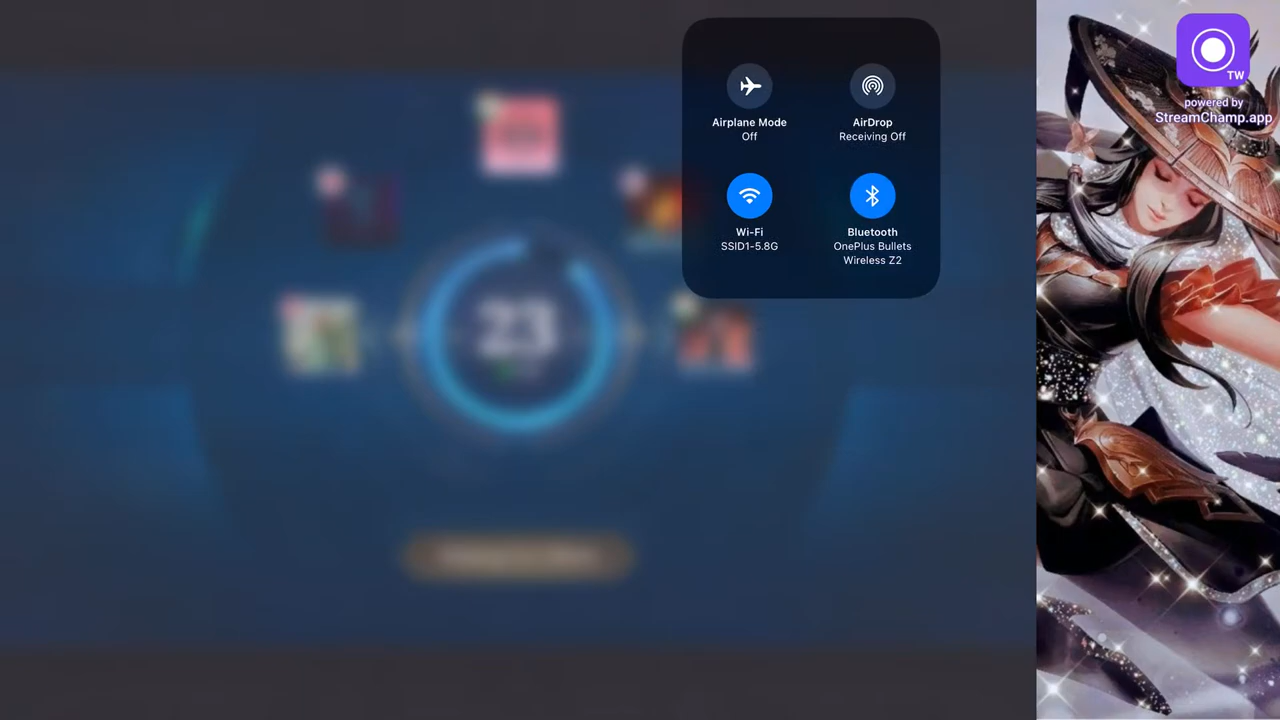 Airplane Mode
Off
AirDrop
Receiving Off
Wi-Fi
SSID1-5.8G
Bluetooth
OnePlus Bullets
Wireless Z2
23
TW
powered by
StreamChamp.app